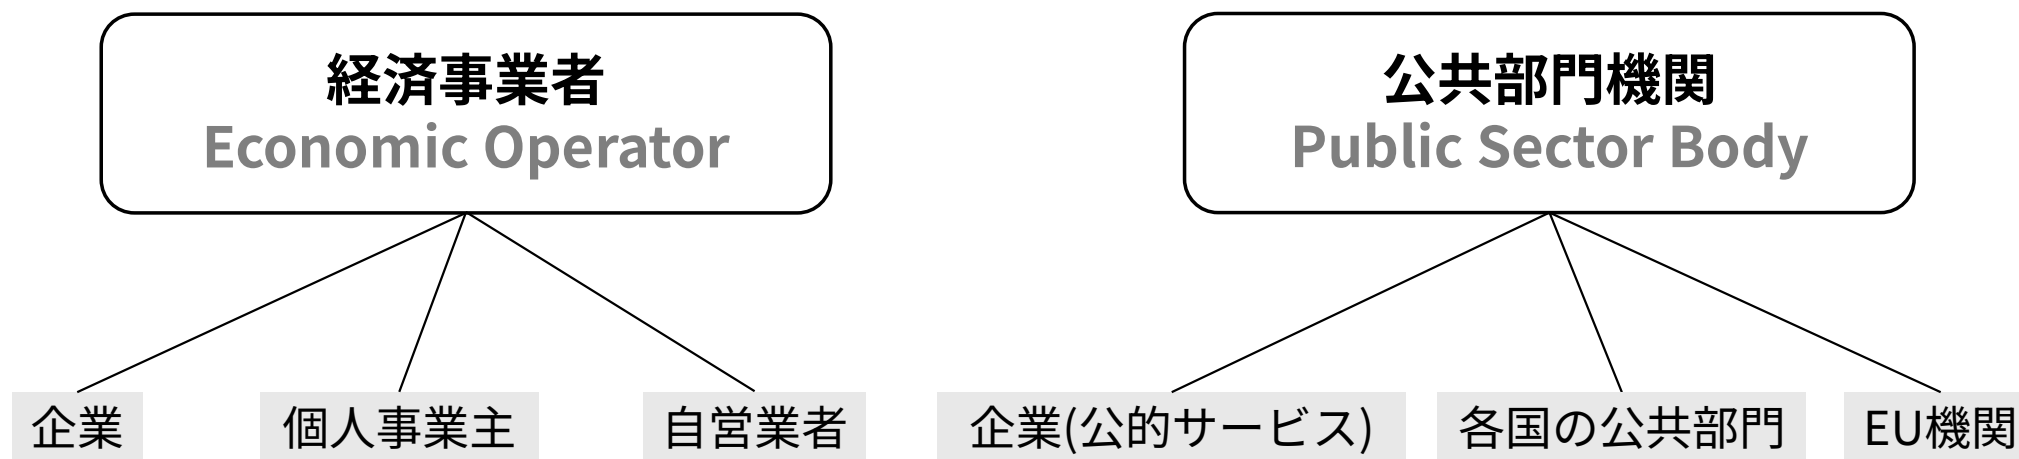 経済事業者
Economic Operator
公共部門機関
Public Sector Body
企業
個人事業主
自営業者
企業(公的サービス)
各国の公共部門
EU機関